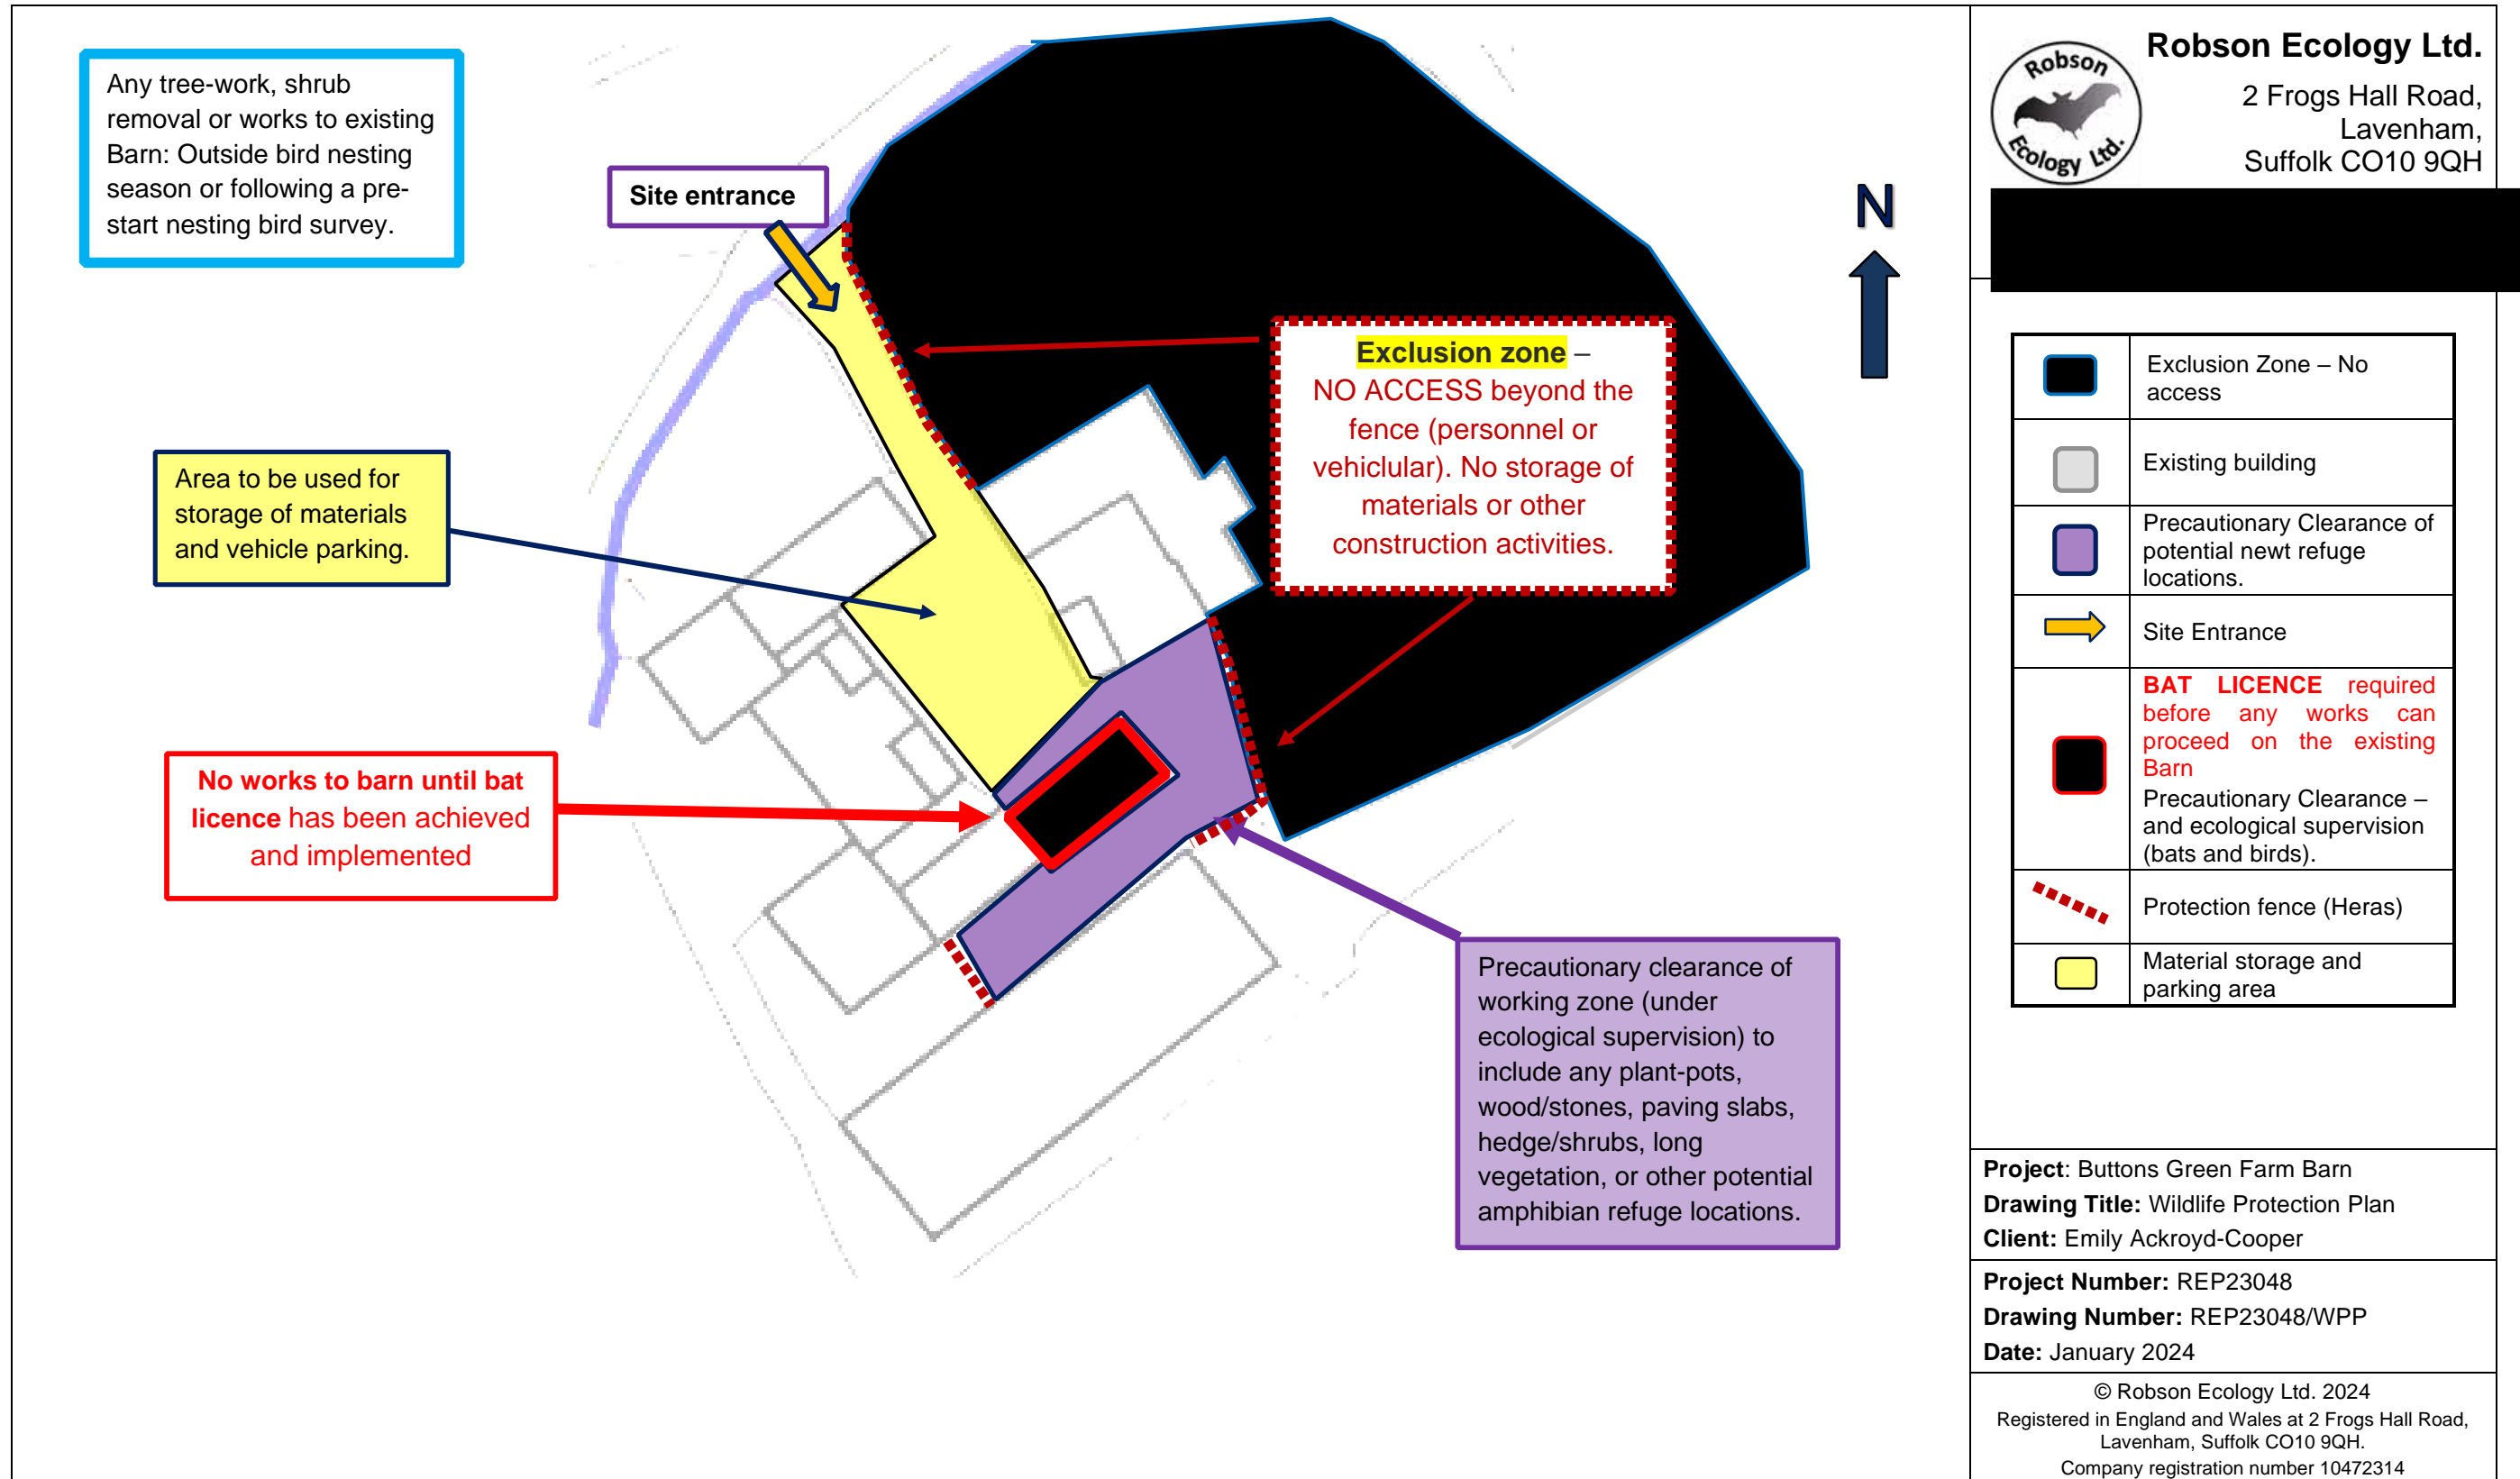 Any tree-work, shrub
removal or works to existing
Barn: Outside bird nesting
season or following a pre-
start nesting bird survey.
Site entrance
N
Exclusion zone –
NO ACCESS beyond the
fence (personnel or
vehiclular). No storage of
materials or other
construction activities.
Area to be used for
storage of materials
and vehicle parking.
No works to barn until bat
licence has been achieved
and implemented
Precautionary clearance of
working zone (under
ecological supervision) to
include any plant-pots,
wood/stones, paving slabs,
hedge/shrubs, long
vegetation, or other potential
amphibian refuge locations.
Robson
Ecology Ltd.
Robson Ecology Ltd.
2 Frogs Hall Road,
Lavenham,
Suffolk CO10 9QH
Exclusion Zone – No
access
Existing building
Precautionary Clearance of
potential newt refuge
locations.
Site Entrance
BAT LICENCE required
before any works can
proceed on the existing
Barn
Precautionary Clearance –
and ecological supervision
(bats and birds).
Protection fence (Heras)
Material storage and
parking area
Project: Buttons Green Farm Barn
Drawing Title: Wildlife Protection Plan
Client: Emily Ackroyd-Cooper
Project Number: REP23048
Drawing Number: REP23048/WPP
Date: January 2024
© Robson Ecology Ltd. 2024
Registered in England and Wales at 2 Frogs Hall Road,
Lavenham, Suffolk CO10 9QH.
Company registration number 10472314